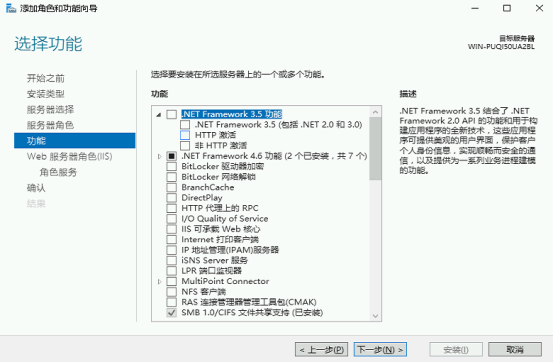 添加角色和功能向导
选择功能
目标服务器
WIN-PUQI50UA2BL
开始之前
安装类型
服务器选择
服务器角色
功能
Web 服务器角色(IIS)
角色服务
确认
结果
选择要安装在所选服务器上的一个或多个功能。
功能
.NET Framework 3.5 功能
.NET Framework 3.5 (包括 .NET 2.0 和 3.0)
HTTP 激活
非 HTTP 激活
.NET Framework 4.6 功能 (2 个已安装，共 7 个)
BitLocker 驱动器加密
BitLocker 网络解锁
BranchCache
DirectPlay
HTTP 代理上的 RPC
I/O Quality of Service
IIS 可承载 Web 核心
Internet 打印客户端
IP 地址管理(IPAM)服务器
iSNS Server 服务
LPR 端口监视器
MultiPoint Connector
NFS 客户端
RAS 连接管理器管理工具包(CMAK)
SMB 1.0/CIFS 文件共享支持 (已安装)
描述
.NET Framework 3.5 结合了 .NET
Framework 2.0 API 的功能和用于构
建应用程序的全新技术，这些应用程
序可提供美观的用户界面，保护客户
个人身份信息，实现顺畅而安全的通
信，以及提供为一系列业务进程建模
的功能。
< 上一步(P)
下一步(N) >
安装(I)
取消